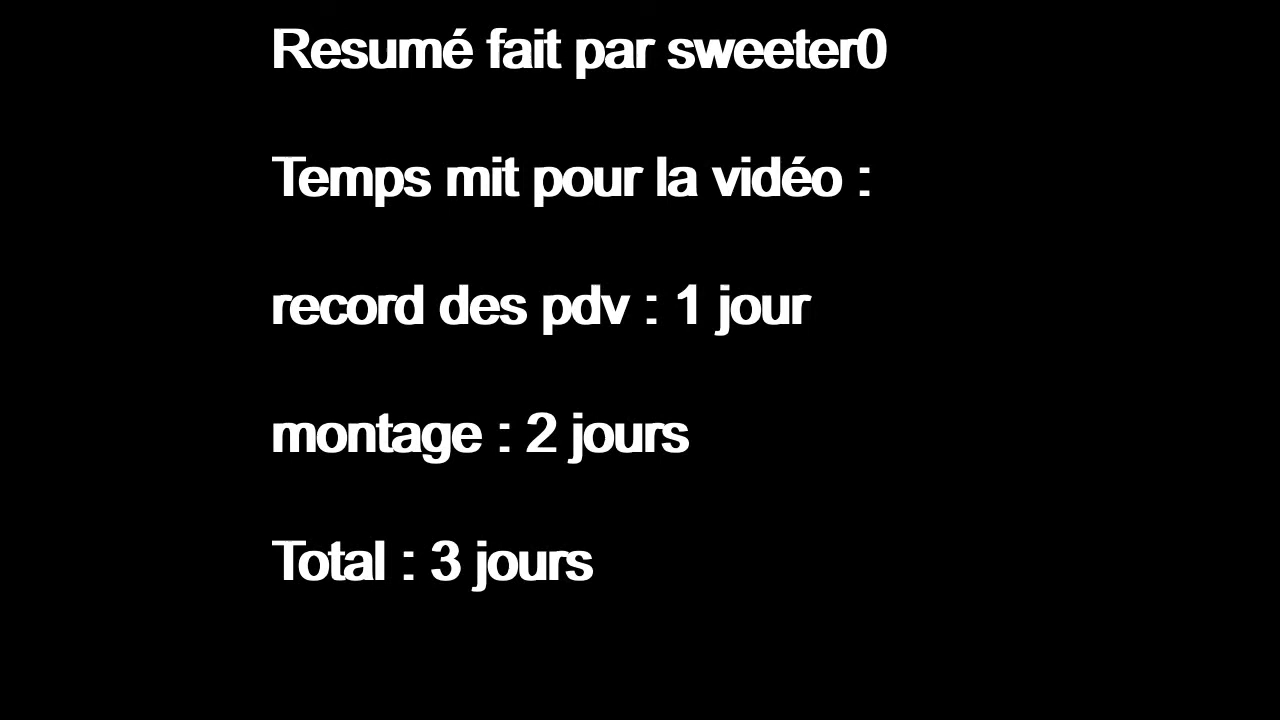 Resumé fait par sweeter0
Temps mit pour la vidéo :
record des pdv : 1 jour
montage : 2 jours
Total : 3 jours